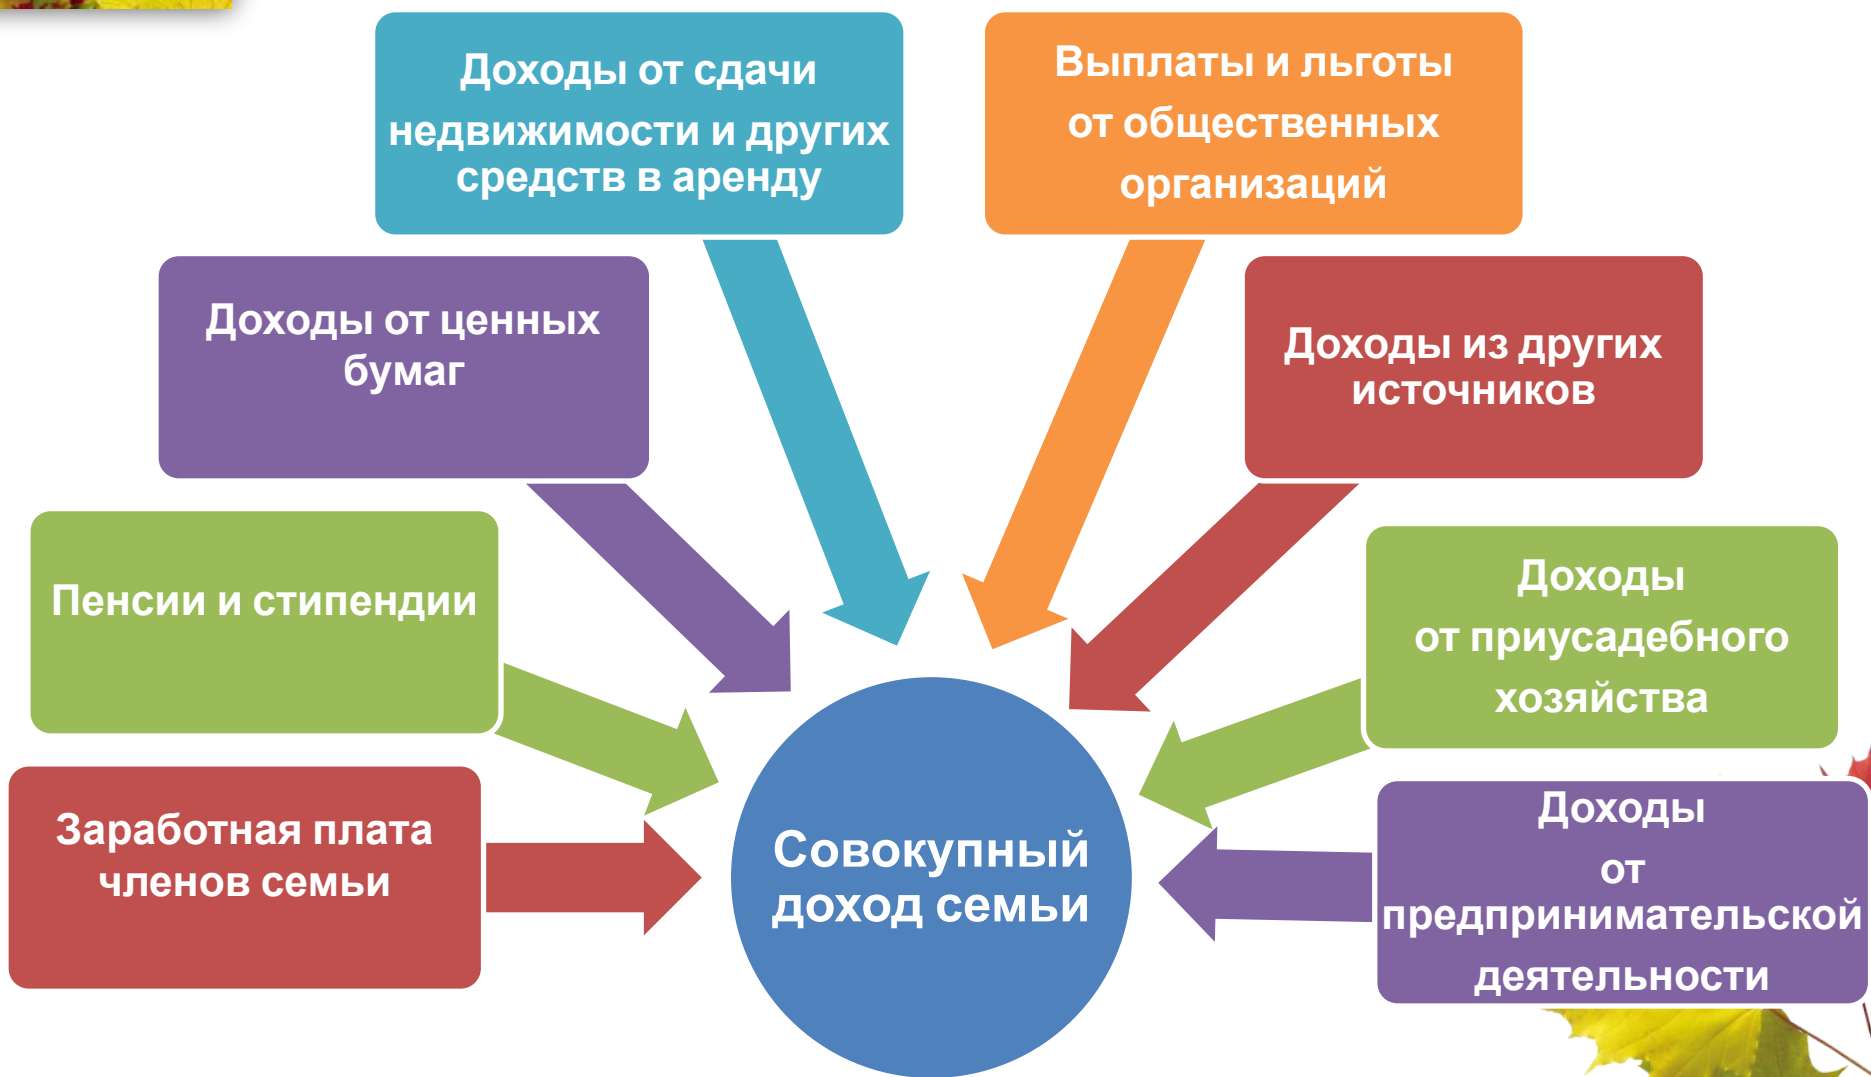 Доходы от сдачи
недвижимости и других
средств в аренду
Выплаты и льготы
от общественных
организаций
Доходы от ценных
бумаг
Доходы из других
источников
Пенсии и стипендии
Доходы
от приусадебного
хозяйства
Заработная плата
членов семьи
Совокупный
доход семьи
Доходы
от
предпринимательской
деятельности